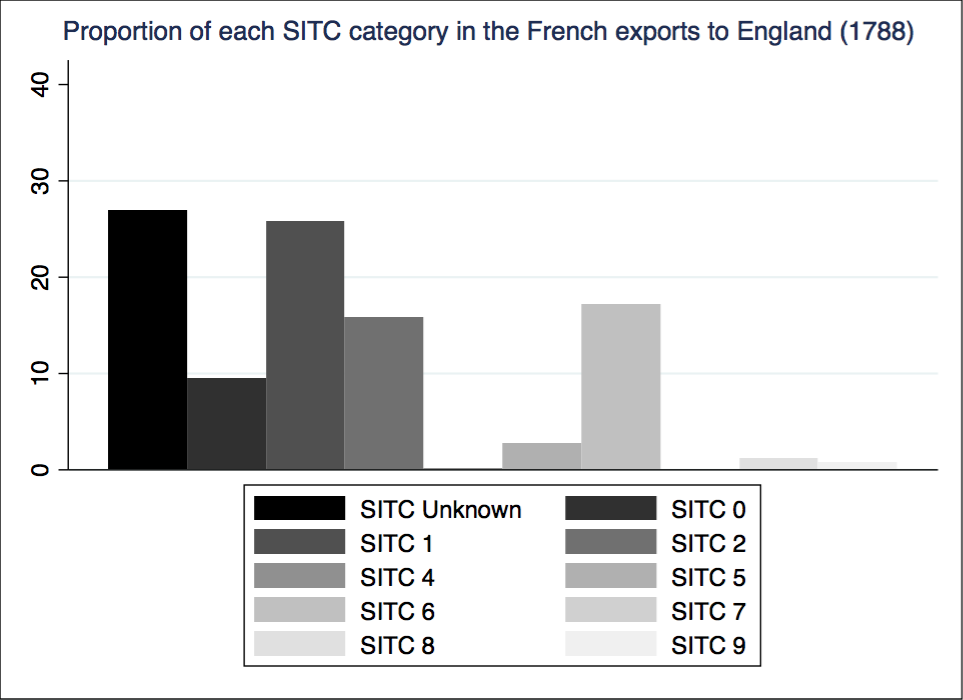 Proportion of each SITC category in the French exports to England (1788)
40
30
20
10
0
SITC Unknown SITC 0
SITC 1 SITC 2
SITC 4 SITC 5
SITC 6 SITC 7
SITC 8 SITC 9